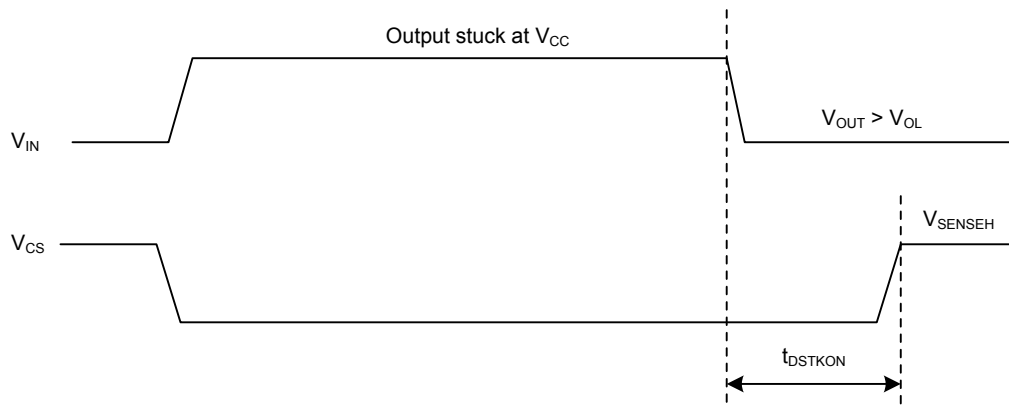 Output stuck at VCC
VIN
VOUT > VOL
VCS
VSENSEH
tDSTKON